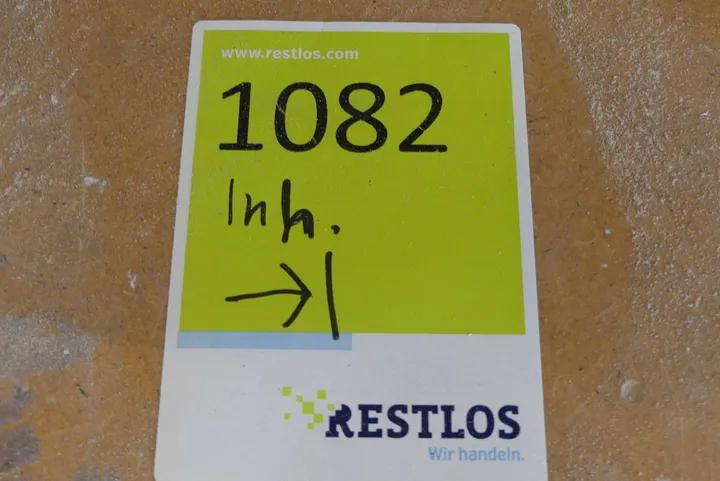 www.restlos.com
1082
Inh.
→|
RESTLOS
Wir handeln.